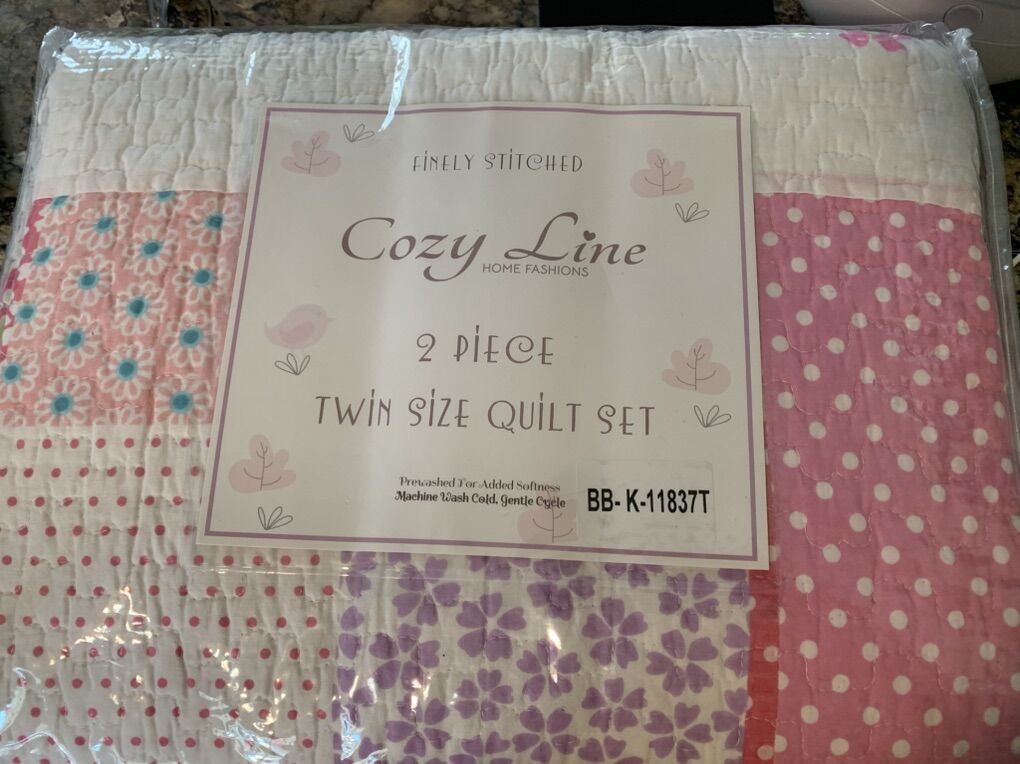 FINELY STITCHED
Cozy Line
HOME FASHIONS
2 PIECE
TWIN SIZE QUILT SET
Prewashed For Added Softness
Machine Wash Cold, Gentle Cycle
BB- K-11837T